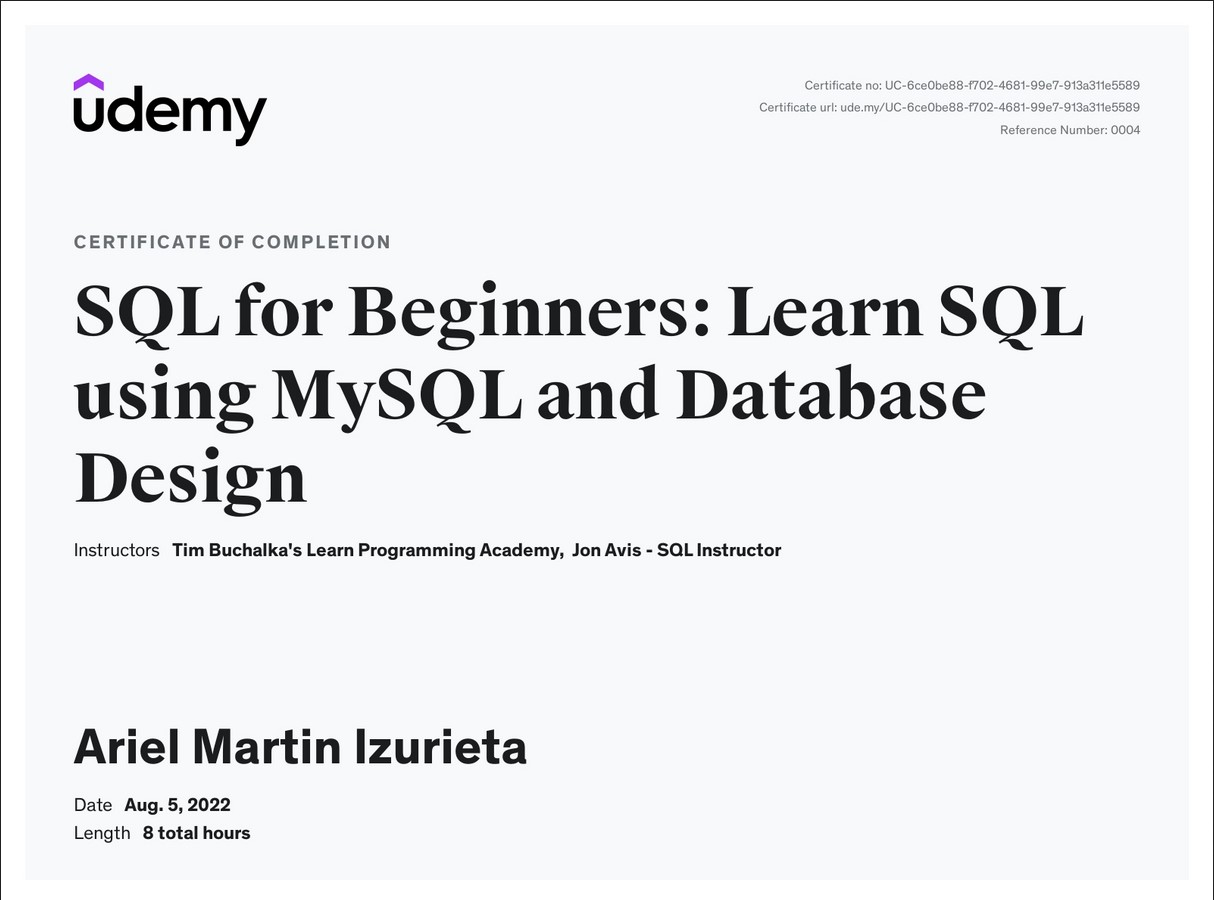 udemy
Certificate no: UC-6ce0be88-f702-4681-99e7-913a311e5589
Certificate url: ude.my/UC-6ce0be88-f702-4681-99e7-913a311e5589
Reference Number: 0004
CERTIFICATE OF COMPLETION
SQL for Beginners: Learn SQL
using MySQL and Database
Design
Instructors Tim Buchalka's Learn Programming Academy, Jon Avis - SQL Instructor
Ariel Martin Izurieta
Date Aug. 5, 2022
Length 8 total hours